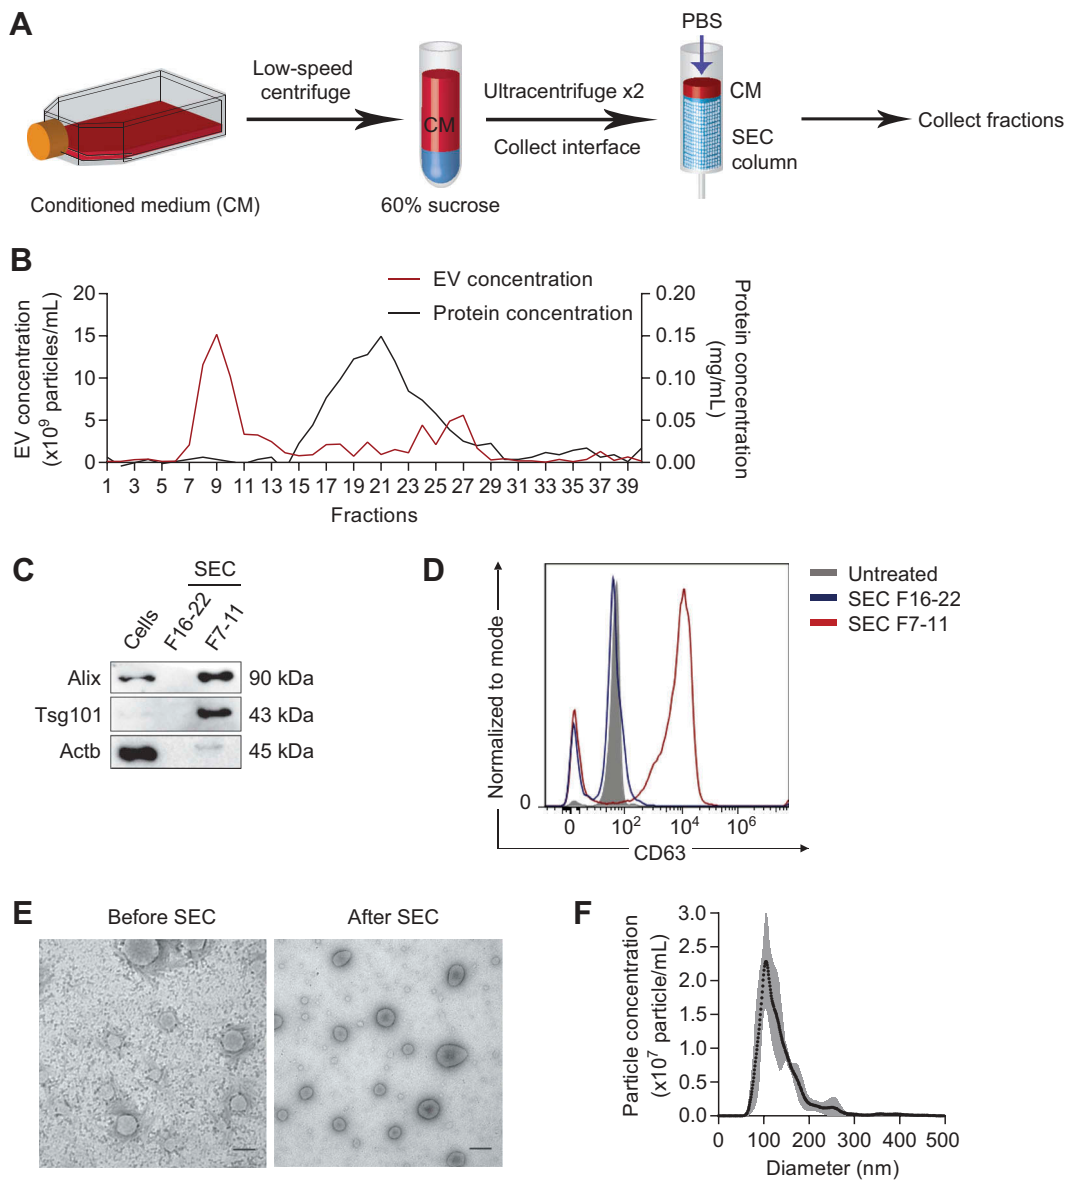 A
Conditioned medium (CM)
Low-speed
centrifuge
CM
60% sucrose
Ultracentrifuge x2
Collect interface
PBS
CM
SEC
column
Collect fractions
B
EV concentration
Protein concentration
EV concentration
(x10⁹ particles/mL)
20
15
10
5
0
0.20
0.15
0.10
0.05
0.00
Protein concentration
(mg/mL)
1 3 5 7 9 11 13 15 17 19 21 23 25 27 29 31 33 35 37 39
Fractions
C
SEC
Cells
F16-22
F7-11
Alix 90 kDa
Tsg101 43 kDa
Actb 45 kDa
D
Normalized to mode
0
0 10² 10⁴ 10⁶
CD63
Untreated
SEC F16-22
SEC F7-11
E
Before SEC
After SEC
F
Particle concentration
(x10⁷ particle/mL)
3.0
2.5
2.0
1.5
1.0
0.5
0.0
0 100 200 300 400 500
Diameter (nm)